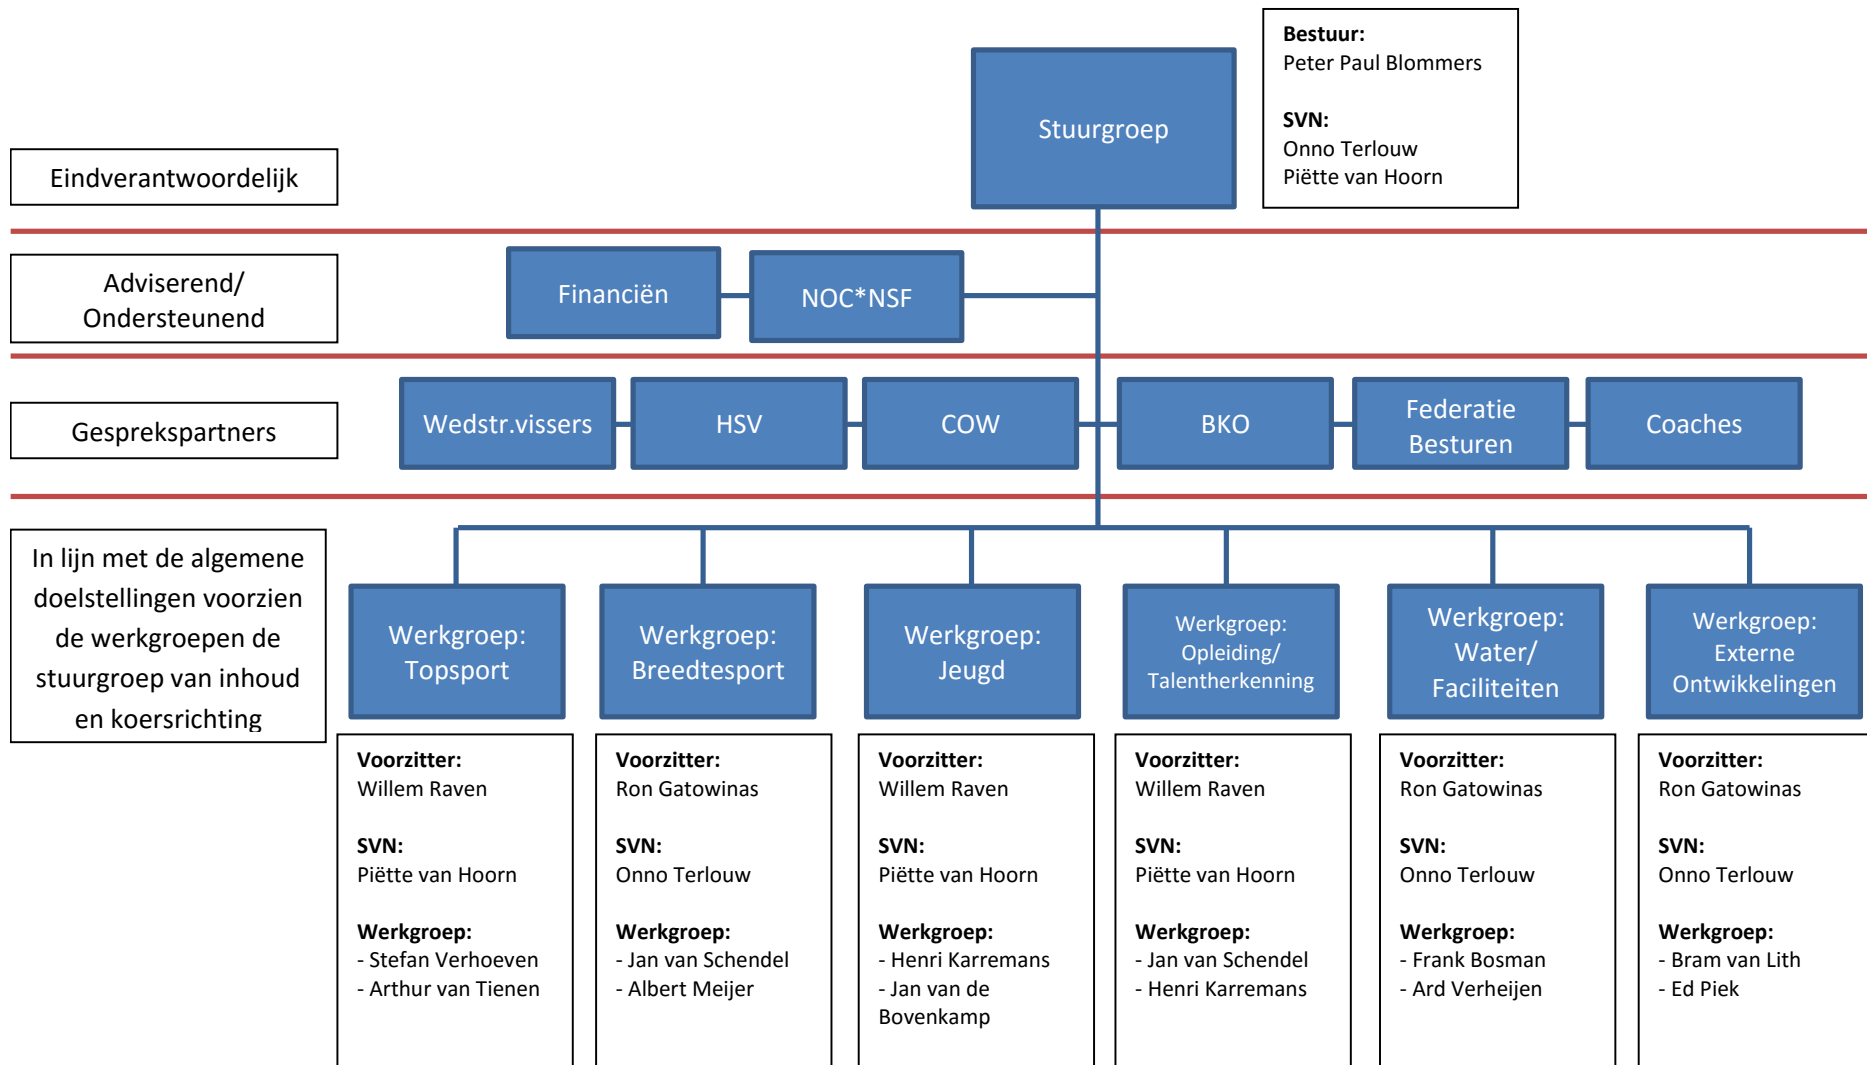 Bestuur:
Peter Paul Blommers
SVN:
Onno Terlouw
Piëtte van Hoorn
Stuurgroep
Eindverantwoordelijk
Adviserend/
Ondersteunend
Financiën
NOC*NSF
Gesprekspartners
Wedstr.vissers
HSV
COW
BKO
Federatie
Besturen
Coaches
In lijn met de algemene
doelstellingen voorzien
de werkgroepen de
stuurgroep van inhoud
en koersrichting
Werkgroep:
Topsport
Werkgroep:
Breedtesport
Werkgroep:
Jeugd
Werkgroep:
Opleiding/
Talentherkenning
Werkgroep:
Water/
Faciliteiten
Werkgroep:
Externe
Ontwikkelingen
Voorzitter:
Willem Raven
SVN:
Piëtte van Hoorn
Werkgroep:
- Stefan Verhoeven
- Arthur van Tienen
Voorzitter:
Ron Gatowinas
SVN:
Onno Terlouw
Werkgroep:
- Jan van Schendel
- Albert Meijer
Voorzitter:
Willem Raven
SVN:
Piëtte van Hoorn
Werkgroep:
- Henri Karremans
- Jan van de
Bovenkamp
Voorzitter:
Willem Raven
SVN:
Piëtte van Hoorn
Werkgroep:
- Jan van Schendel
- Henri Karremans
Voorzitter:
Ron Gatowinas
SVN:
Onno Terlouw
Werkgroep:
- Frank Bosman
- Ard Verheijen
Voorzitter:
Ron Gatowinas
SVN:
Onno Terlouw
Werkgroep:
- Bram van Lith
- Ed Piek